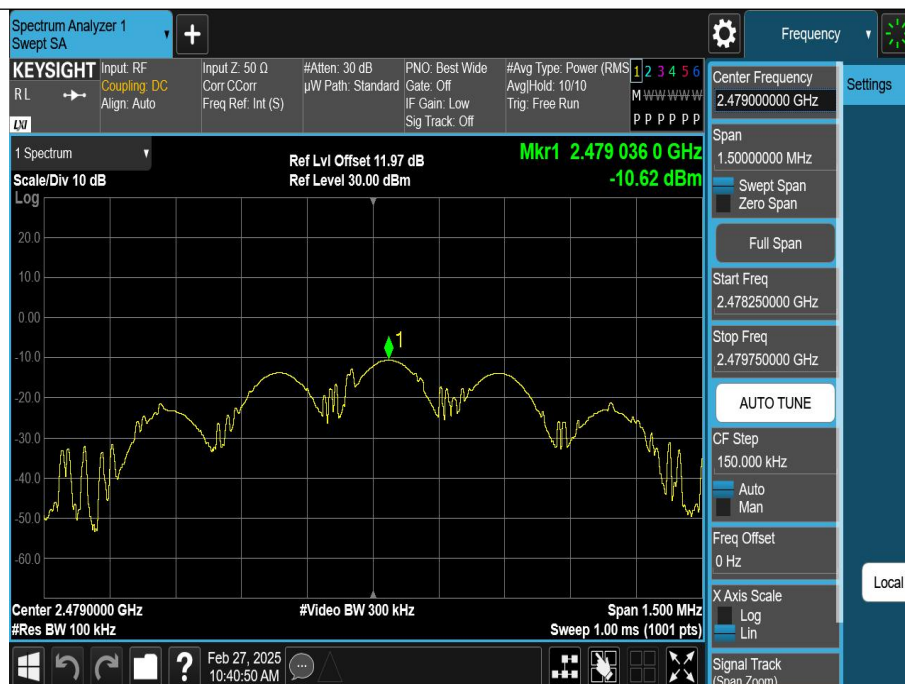 Spectrum Analyzer 1
Swept SA
Frequency
KEYSIGHT
RL
LXI
Input: RF
Coupling: DC
Align: Auto
Input Z: 50 Ω
Corr CCorr
Freq Ref: Int (S)
#Atten: 30 dB
µW Path: Standard
PNO: Best Wide
Gate: Off
IF Gain: Low
Sig Track: Off
#Avg Type: Power (RMS
Avg|Hold: 10/10
Trig: Free Run
1 2 3 4 5 6
M W W W W W
P P P P P P
1 Spectrum
Scale/Div 10 dB
Log
Ref Lvl Offset 11.97 dB
Ref Level 30.00 dBm
Mkr1 2.479 036 0 GHz
-10.62 dBm
20.0
10.0
0.00
-10.0
-20.0
-30.0
-40.0
-50.0
-60.0
1
Center 2.4790000 GHz
#Res BW 100 kHz
#Video BW 300 kHz
Span 1.500 MHz
Sweep 1.00 ms (1001 pts)
Center Frequency
2.479000000 GHz
Settings
Span
1.50000000 MHz
Swept Span
Zero Span
Full Span
Start Freq
2.478250000 GHz
Stop Freq
2.479750000 GHz
AUTO TUNE
CF Step
150.000 kHz
Auto
Man
Freq Offset
0 Hz
Local
X Axis Scale
Log
Lin
Signal Track
(Span Zoom)
?
Feb 27, 2025
10:40:50 AM